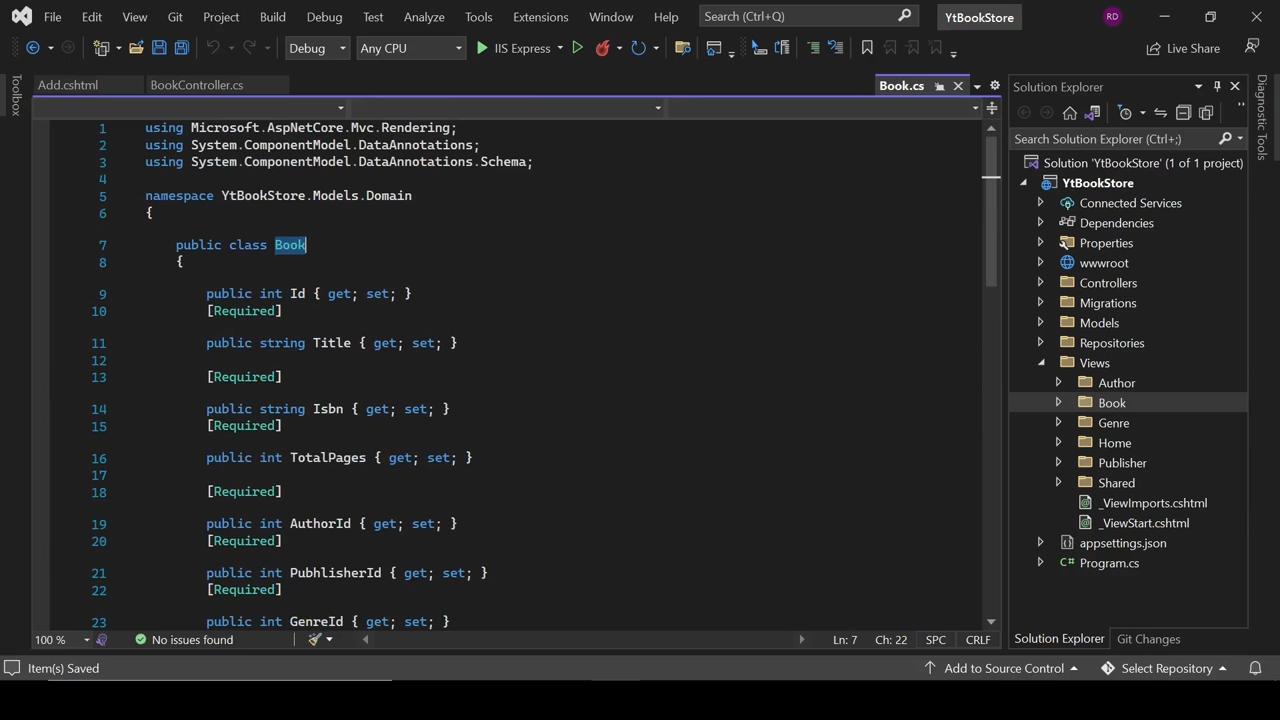 File Edit View Git Project Build Debug Test Analyze Tools Extensions Window Help Search (Ctrl+Q) YtBookStore RD
Debug Any CPU IIS Express Live Share
Toolbox
Add.cshtml BookController.cs Book.cs
1 using Microsoft.AspNetCore.Mvc.Rendering;
2 using System.ComponentModel.DataAnnotations;
3 using System.ComponentModel.DataAnnotations.Schema;
4
5 namespace YtBookStore.Models.Domain
6 {
7 public class Book
8 {
9 public int Id { get; set; }
10 [Required]
11 public string Title { get; set; }
12
13 [Required]
14 public string Isbn { get; set; }
15 [Required]
16 public int TotalPages { get; set; }
17
18 [Required]
19 public int AuthorId { get; set; }
20 [Required]
21 public int PubhlisherId { get; set; }
22 [Required]
23 public int GenreId { get; set; }
100 % No issues found Ln: 7 Ch: 22 SPC CRLF
Solution Explorer
Search Solution Explorer (Ctrl+;)
Solution 'YtBookStore' (1 of 1 project)
YtBookStore
Connected Services
Dependencies
Properties
wwwroot
Controllers
Migrations
Models
Repositories
Views
Author
Book
Genre
Home
Publisher
Shared
_ViewImports.cshtml
_ViewStart.cshtml
appsettings.json
Program.cs
Solution Explorer Git Changes
Diagnostic Tools
Item(s) Saved Add to Source Control Select Repository